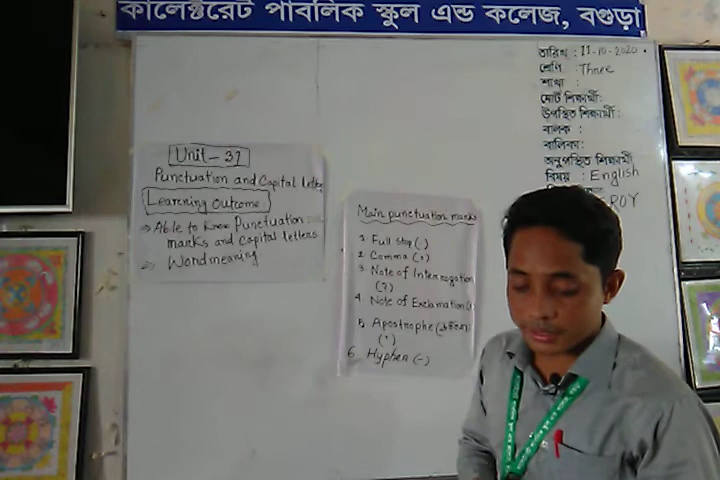 কালেক্টরেট পাবলিক স্কুল এন্ড কলেজ, বগুড়া
তারিখ : 11-10-2020
শ্রেণি : Three
শাখা :
মোট শিক্ষার্থী:
উপস্থিত শিক্ষার্থী:
বালক :
বালিকা:
অনুপস্থিত শিক্ষার্থী
বিষয় : English
ROY
Unit-31
Punctuation and Capital letter
Learning Outcome:
⇒ Able to know Punctuation
marks and capital letters
⇒ Word meaning
Main punctuation marks
1. Full stop (.)
2. Comma (,)
3. Note of Interrogation
(?)
4. Note of Exclamation (!)
5. Apostrophe
(')
6. Hyphen (-)